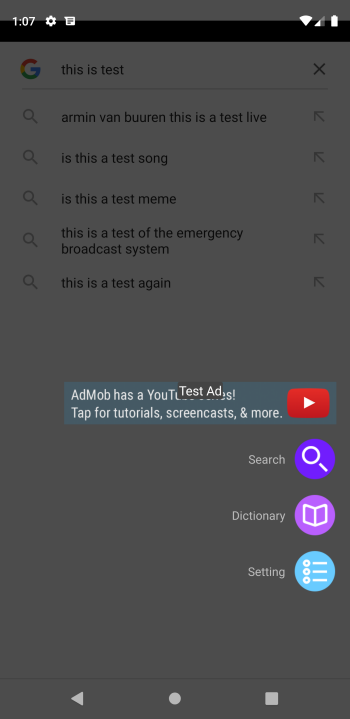 1:07
this is test
armin van buuren this is a test live
is this a test song
is this a test meme
this is a test of the emergency
broadcast system
this is a test again
Test Ad
AdMob has a YouTube series!
Tap for tutorials, screencasts, & more.
Search
Dictionary
Setting